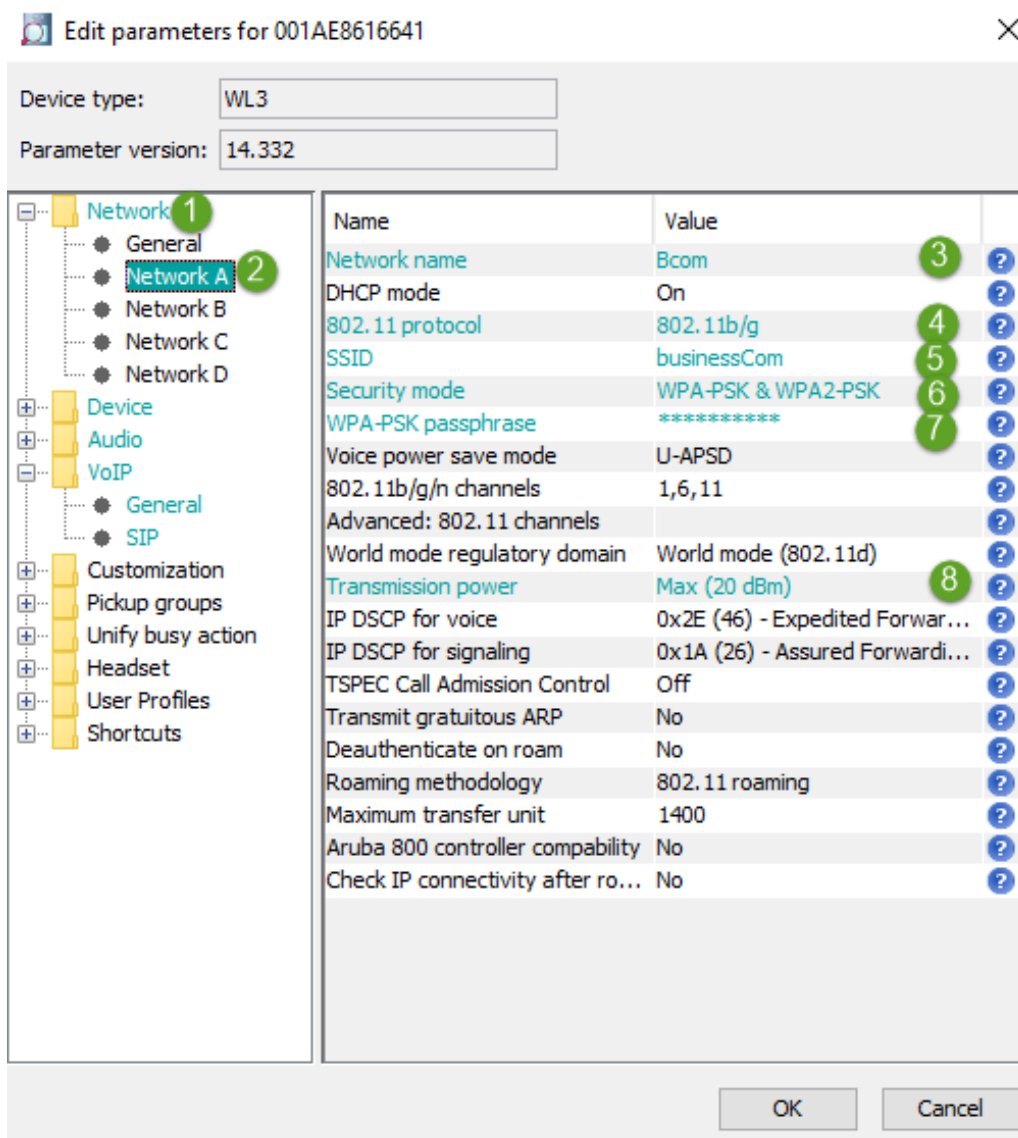 Edit parameters for 001AE8616641
Device type: WL3
Parameter version: 14.332
Network 1
General
Network A 2
Network B
Network C
Network D
Device
Audio
VoIP
General
SIP
Customization
Pickup groups
Unify busy action
Headset
User Profiles
Shortcuts
Name Value
Network name Bcom 3 ?
DHCP mode On ?
802.11 protocol 802.11b/g 4 ?
SSID businessCom 5 ?
Security mode WPA-PSK & WPA2-PSK 6 ?
WPA-PSK passphrase ********** 7 ?
Voice power save mode U-APSD ?
802.11b/g/n channels 1,6,11 ?
Advanced: 802.11 channels ?
World mode regulatory domain World mode (802.11d) ?
Transmission power Max (20 dBm) 8 ?
IP DSCP for voice 0x2E (46) - Expedited Forwar... ?
IP DSCP for signaling 0x1A (26) - Assured Forwardi... ?
TSPEC Call Admission Control Off ?
Transmit gratuitous ARP No ?
Deauthenticate on roam No ?
Roaming methodology 802.11 roaming ?
Maximum transfer unit 1400 ?
Aruba 800 controller compability No ?
Check IP connectivity after ro... No ?
OK Cancel